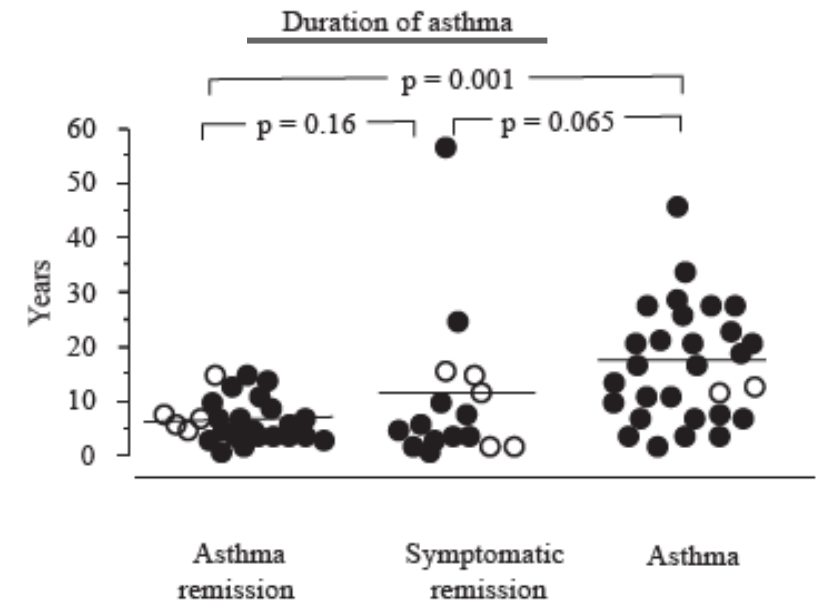 Duration of asthma
p = 0.001
p = 0.16
p = 0.065
60
50
40
30
20
10
0
Years
Asthma
remission
Symptomatic
remission
Asthma